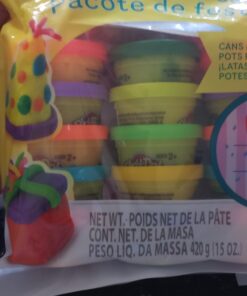 Pacote de fes
CANS
POTS
¡LATAS
POTES
NET WT.· POIDS NET DE LA PÂTE
CONT. NET. DE LA MASA
PESO LIQ. DA MASSA 420 g (15 OZ.)